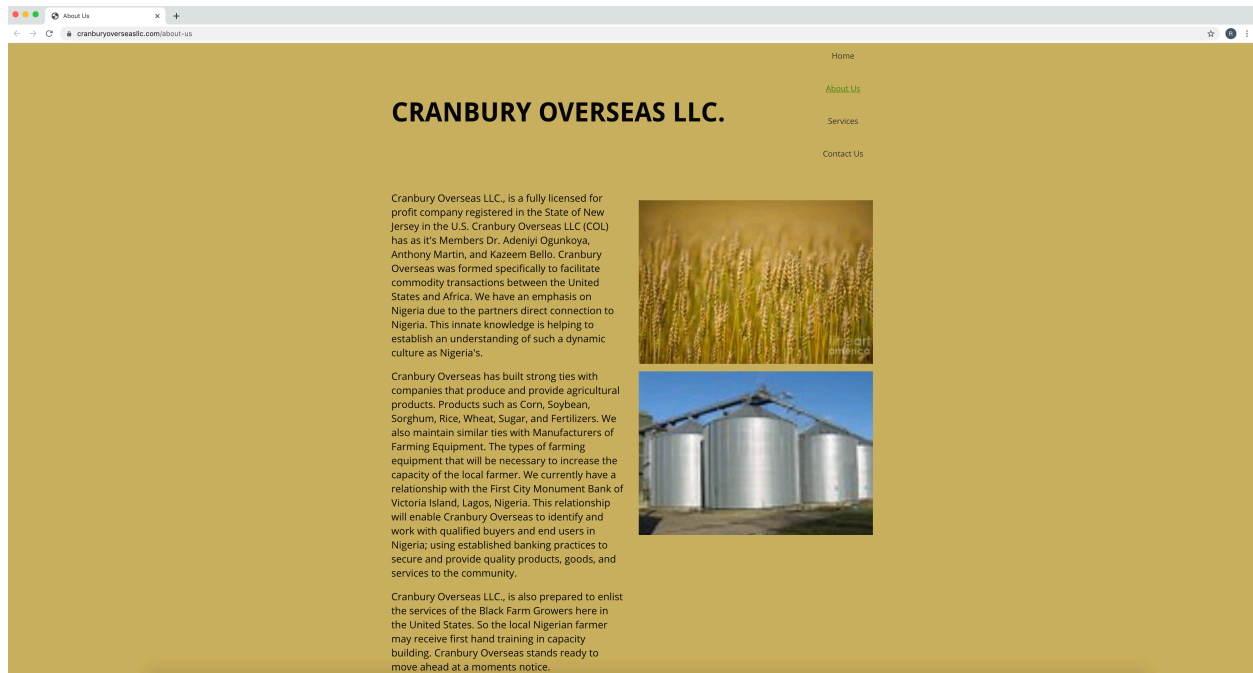 About Us
cranburyoverseasllc.com/about-us
R
Home
About Us
Services
Contact Us
CRANBURY OVERSEAS LLC.
Cranbury Overseas LLC., is a fully licensed for
profit company registered in the State of New
Jersey in the U.S. Cranbury Overseas LLC (COL)
has as it's Members Dr. Adeniyi Ogunkoya,
Anthony Martin, and Kazeem Bello. Cranbury
Overseas was formed specifically to facilitate
commodity transactions between the United
States and Africa. We have an emphasis on
Nigeria due to the partners direct connection to
Nigeria. This innate knowledge is helping to
establish an understanding of such a dynamic
culture as Nigeria's.
Cranbury Overseas has built strong ties with
companies that produce and provide agricultural
products. Products such as Corn, Soybean,
Sorghum, Rice, Wheat, Sugar, and Fertilizers. We
also maintain similar ties with Manufacturers of
Farming Equipment. The types of farming
equipment that will be necessary to increase the
capacity of the local farmer. We currently have a
relationship with the First City Monument Bank of
Victoria Island, Lagos, Nigeria. This relationship
will enable Cranbury Overseas to identify and
work with qualified buyers and end users in
Nigeria; using established banking practices to
secure and provide quality products, goods, and
services to the community.
Cranbury Overseas LLC., is also prepared to enlist
the services of the Black Farm Growers here in
the United States. So the local Nigerian farmer
may receive first hand training in capacity
building. Cranbury Overseas stands ready to
move ahead at a moments notice.
fine art
america